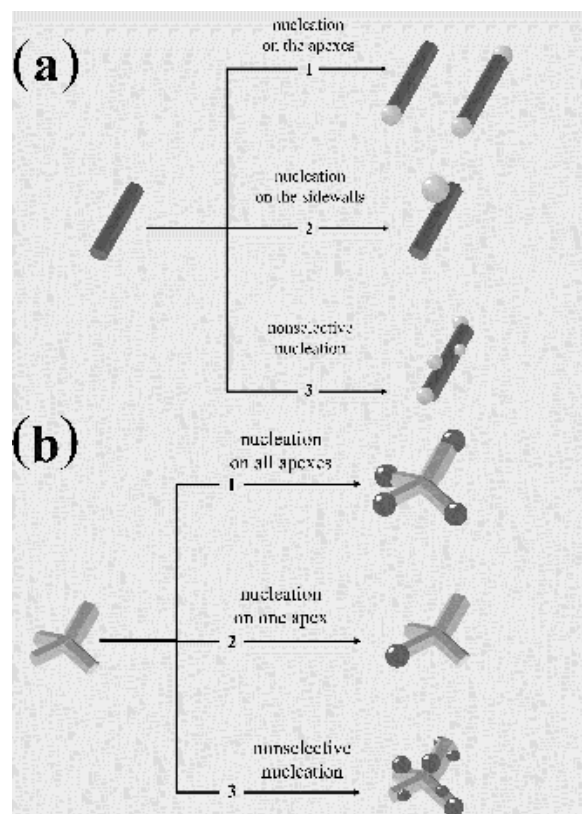 (a)
nucleation
on the apexes
1
nucleation
on the sidewalls
2
nonselective
nucleation
3
(b)
nucleation
on all apexes
1
nucleation
on one apex
2
nonselective
nucleation
3